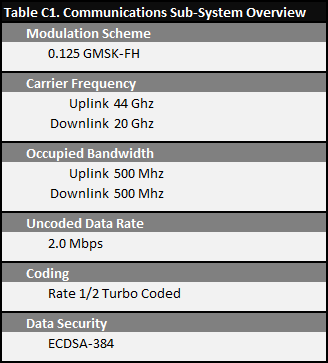 Table C1. Communications Sub-System Overview
Modulation Scheme
0.125 GMSK-FH
Carrier Frequency
Uplink 44 Ghz
Downlink 20 Ghz
Occupied Bandwidth
Uplink 500 Mhz
Downlink 500 Mhz
Uncoded Data Rate
2.0 Mbps
Coding
Rate 1/2 Turbo Coded
Data Security
ECDSA-384